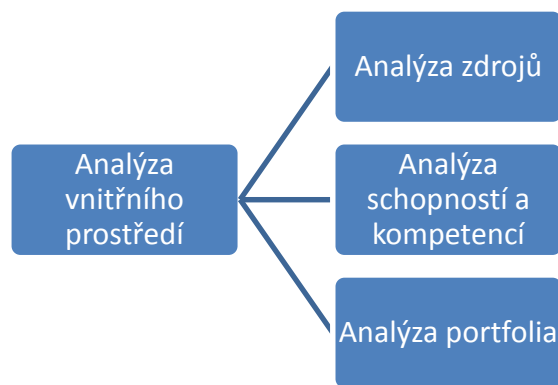 Analýza zdrojů
Analýza
vnitřního
prostředí
Analýza
schopností a
kompetencí
Analýza portfolia